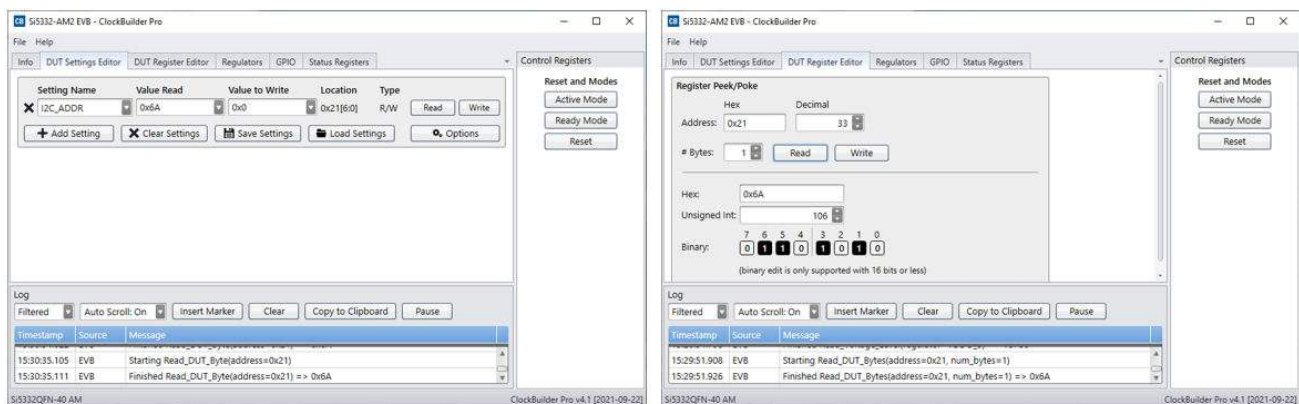 Si5332-AM2 EVB - ClockBuilder Pro
File Help
Info DUT Settings Editor DUT Register Editor Regulators GPIO Status Registers
Setting Name Value Read Value to Write Location Type
I2C_ADDR 0x6A 0x0 0x21[6:0] R/W Read Write
Add Setting Clear Settings Save Settings Load Settings Options
Control Registers
Reset and Modes
Active Mode
Ready Mode
Reset
Log
Filtered Auto Scroll: On Insert Marker Clear Copy to Clipboard Pause
Timestamp Source Message
15:30:35.105 EVB Starting Read_DUT_Byte(address=0x21)
15:30:35.111 EVB Finished Read_DUT_Byte(address=0x21) => 0x6A
Si5332QFN-40 AM ClockBuilder Pro v4.1 [2021-09-22]
Si5332-AM2 EVB - ClockBuilder Pro
File Help
Info DUT Settings Editor DUT Register Editor Regulators GPIO Status Registers
Register Peek/Poke
Hex Decimal
Address: 0x21 33
# Bytes: 1 Read Write
Hex: 0x6A
Unsigned Int: 106
7 6 5 4 3 2 1 0
Binary: 0 1 1 0 1 0 1 0
(binary edit is only supported with 16 bits or less)
Control Registers
Reset and Modes
Active Mode
Ready Mode
Reset
Log
Filtered Auto Scroll: On Insert Marker Clear Copy to Clipboard Pause
Timestamp Source Message
15:29:51.908 EVB Starting Read_DUT_Bytes(address=0x21, num_bytes=1)
15:29:51.926 EVB Finished Read_DUT_Bytes(address=0x21, num_bytes=1) => 0x6A
Si5332QFN-40 AM ClockBuilder Pro v4.1 [2021-09-22]